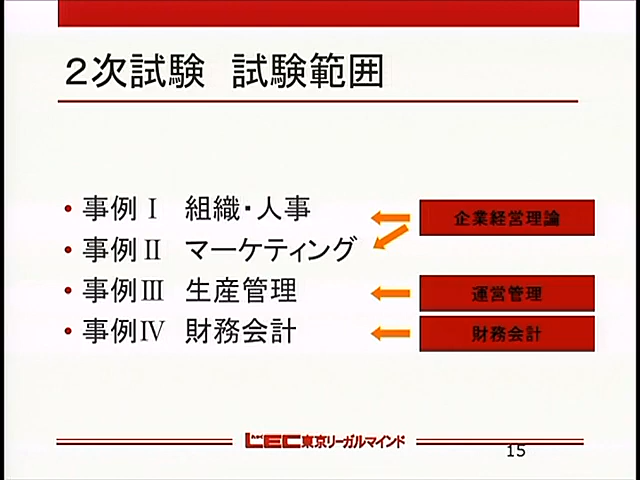 ２次試験　試験範囲
・事例Ⅰ　組織・人事
企業経営理論
・事例Ⅱ　マーケティング
・事例Ⅲ　生産管理
運営管理
・事例Ⅳ　財務会計
財務会計
LEC東京リーガルマインド
15